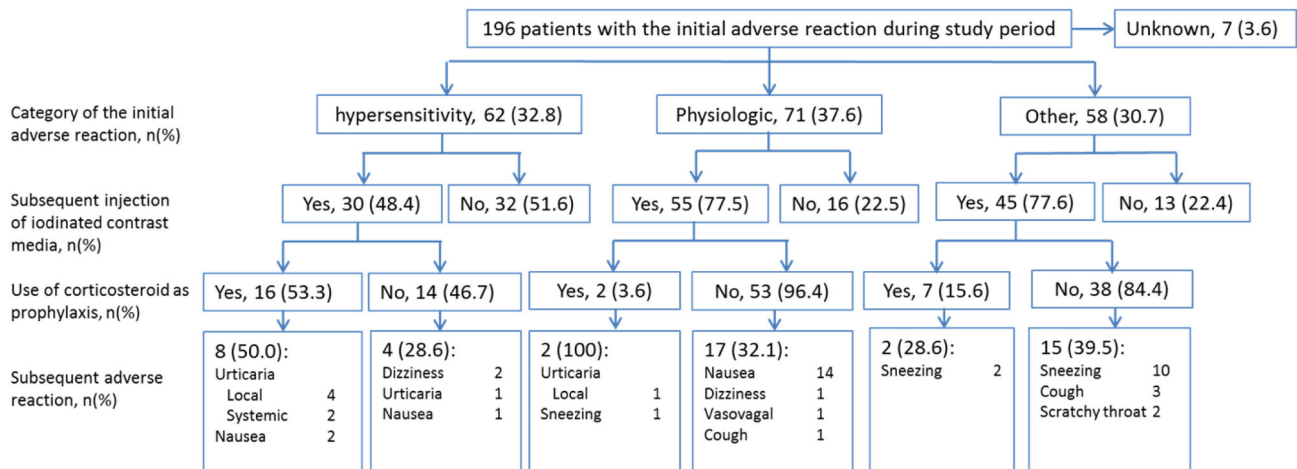 196 patients with the initial adverse reaction during study period
Unknown, 7 (3.6)
Category of the initial
adverse reaction, n(%)
hypersensitivity, 62 (32.8)
Physiologic, 71 (37.6)
Other, 58 (30.7)
Subsequent injection
of iodinated contrast
media, n(%)
Yes, 30 (48.4)
No, 32 (51.6)
Yes, 55 (77.5)
No, 16 (22.5)
Yes, 45 (77.6)
No, 13 (22.4)
Use of corticosteroid as
prophylaxis, n(%)
Yes, 16 (53.3)
No, 14 (46.7)
Yes, 2 (3.6)
No, 53 (96.4)
Yes, 7 (15.6)
No, 38 (84.4)
Subsequent adverse
reaction, n(%)
8 (50.0):
Urticaria
Local 4
Systemic 2
Nausea 2
4 (28.6):
Dizziness 2
Urticaria 1
Nausea 1
2 (100):
Urticaria
Local 1
Sneezing 1
17 (32.1):
Nausea 14
Dizziness 1
Vasovagal 1
Cough 1
2 (28.6):
Sneezing 2
15 (39.5):
Sneezing 10
Cough 3
Scratchy throat 2